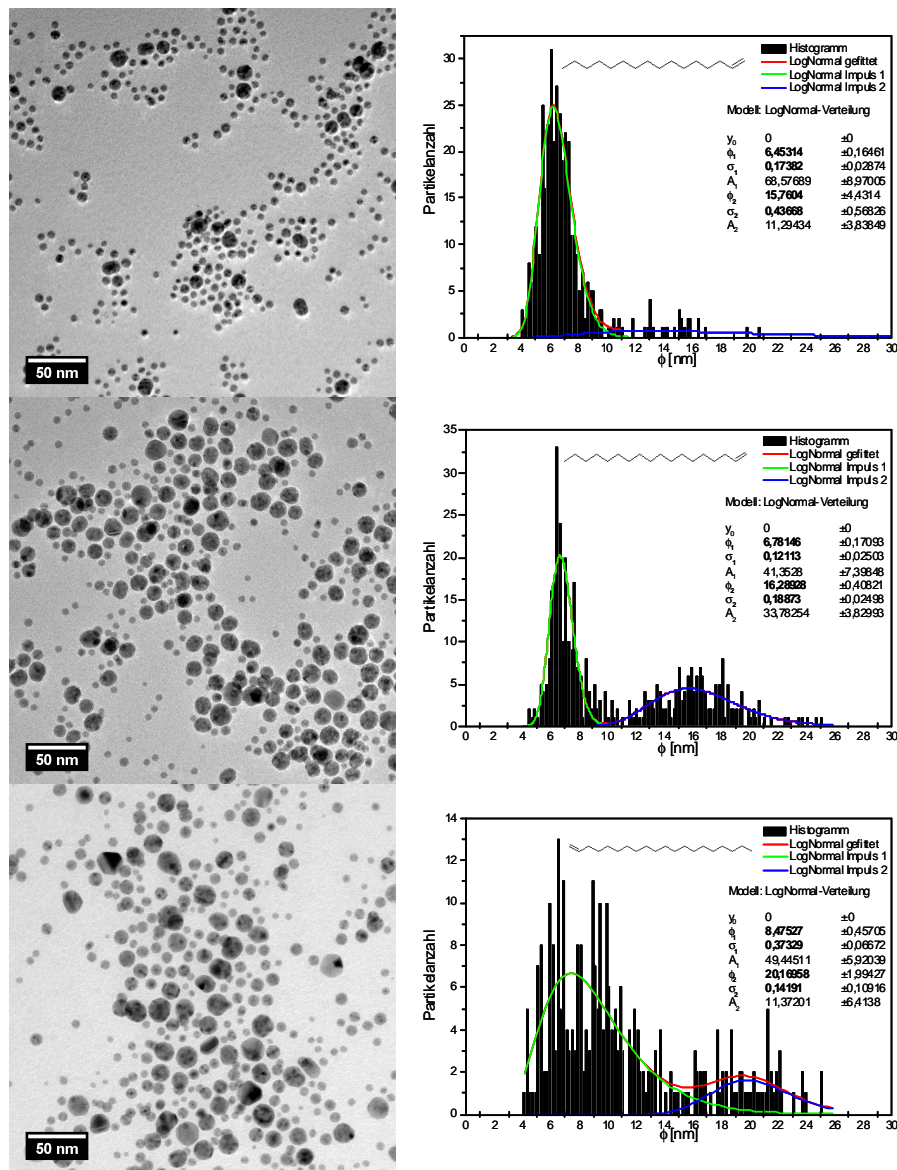 50 nm
Partikelanzahl
30
25
20
15
10
5
0
0 2 4 6 8 10 12 14 16 18 20 22 24 26 28 30
ϕ [nm]
Histogramm
LogNormal gefittet
LogNormal Impuls 1
LogNormal Impuls 2
Modell: LogNormal-Verteilung
y₀ 0 ±0
ϕ₁ 6,45314 ±0,16461
σ₁ 0,17382 ±0,02874
A₁ 68,57689 ±8,97005
ϕ₂ 15,7604 ±4,4314
σ₂ 0,43668 ±0,56826
A₂ 11,29434 ±3,83849
50 nm
Partikelanzahl
35
30
25
20
15
10
5
0
0 2 4 6 8 10 12 14 16 18 20 22 24 26 28 30
ϕ [nm]
Histogramm
LogNormal gefittet
LogNormal Impuls 1
LogNormal Impuls 2
Modell: LogNormal-Verteilung
y₀ 0 ±0
ϕ₁ 6,78146 ±0,17093
σ₁ 0,12113 ±0,02503
A₁ 41,3528 ±7,39848
ϕ₂ 16,28928 ±0,40821
σ₂ 0,18873 ±0,02498
A₂ 33,78254 ±3,82993
50 nm
Partikelanzahl
14
12
10
8
6
4
2
0
0 2 4 6 8 10 12 14 16 18 20 22 24 26 28 30
ϕ [nm]
Histogramm
LogNormal gefittet
LogNormal Impuls 1
LogNormal Impuls 2
Modell: LogNormal-Verteilung
y₀ 0 ±0
ϕ₁ 8,47527 ±0,45705
σ₁ 0,37329 ±0,06672
A₁ 49,44511 ±5,92039
ϕ₂ 20,16958 ±1,99427
σ₂ 0,14191 ±0,10916
A₂ 11,37201 ±6,4138